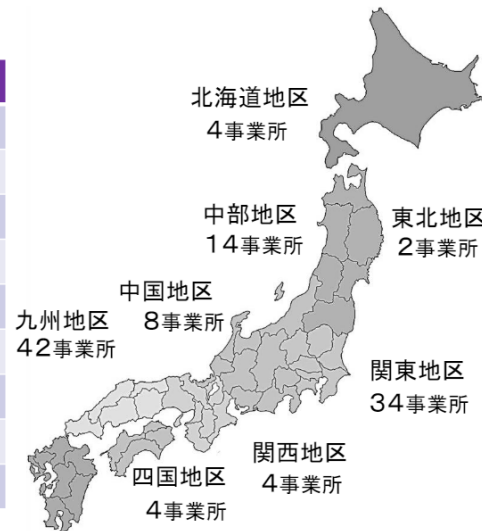 北海道地区
4事業所
中部地区
14事業所
東北地区
2事業所
中国地区
8事業所
九州地区
42事業所
関東地区
34事業所
関西地区
4事業所
四国地区
4事業所